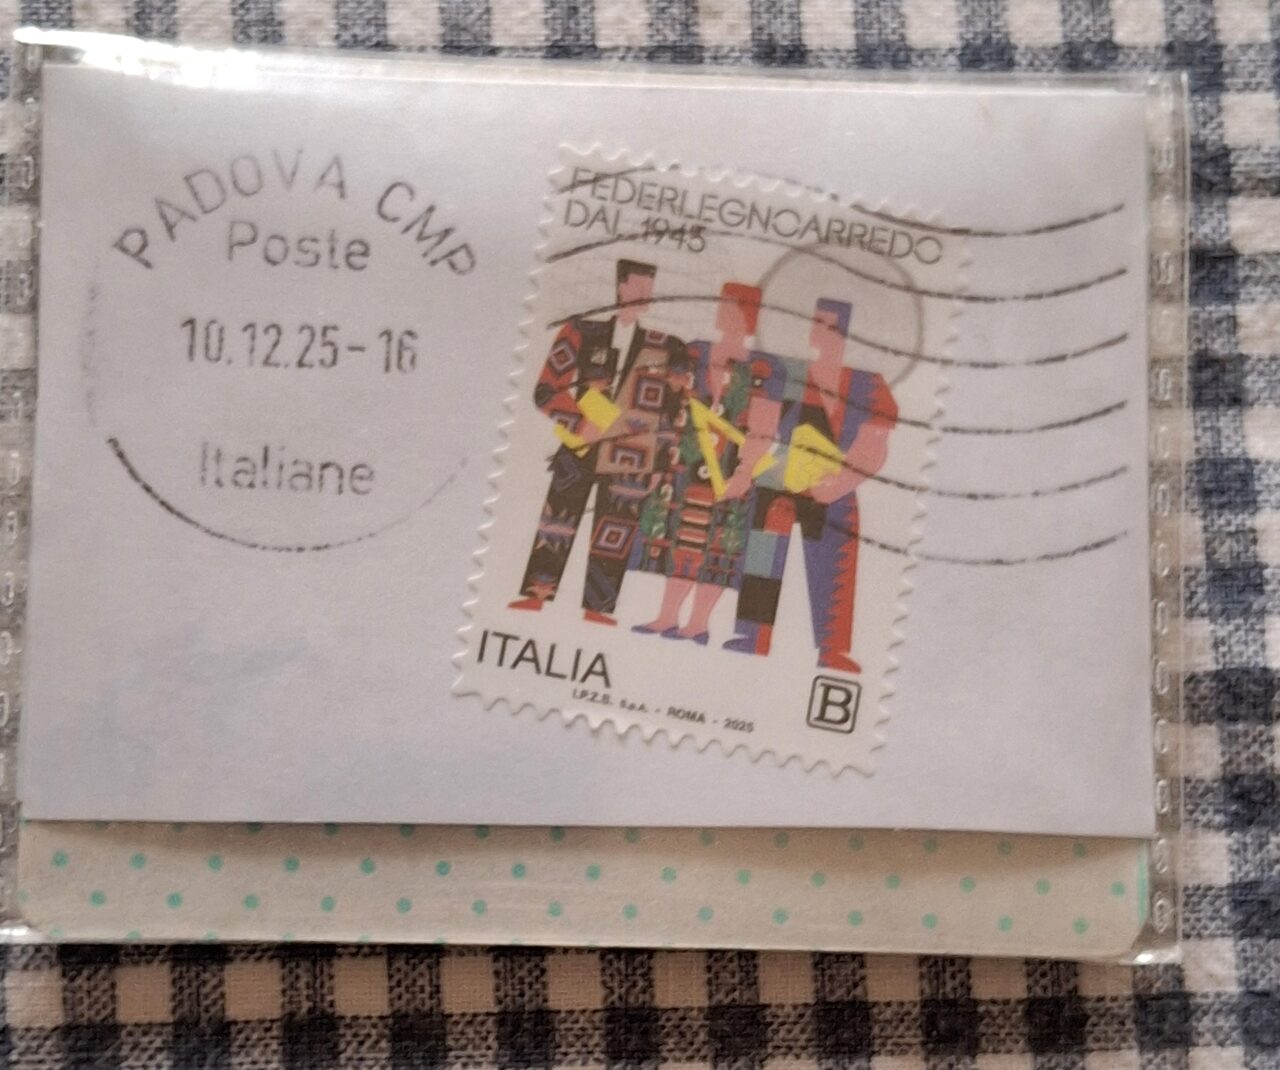 PADOVA CMP
Poste
10.12.25-16
Italiane
FEDERLEGNOARREDO
DAL 1945
ITALIA
B
I.P.Z.S. S.p.A. - ROMA - 2025